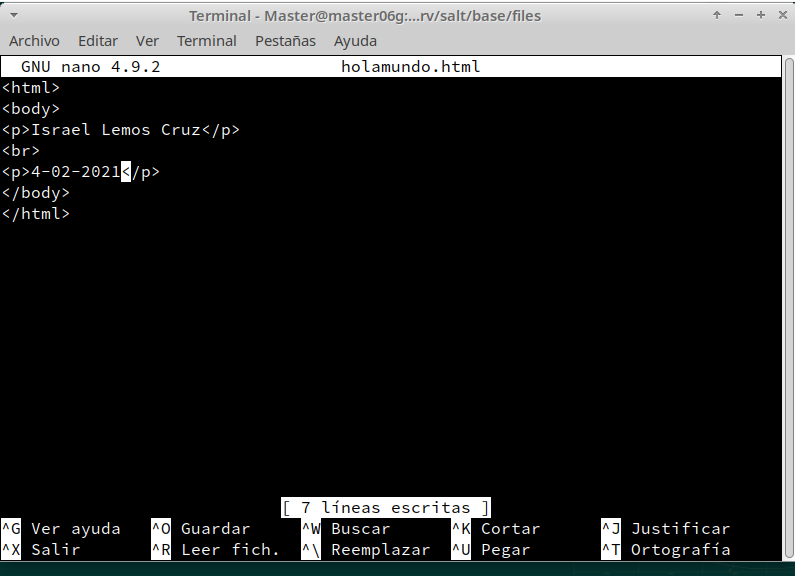 Terminal - Master@master06g:...rv/salt/base/files
Archivo Editar Ver Terminal Pestañas Ayuda
GNU nano 4.9.2 holamundo.html
<html>
<body>
<p>Israel Lemos Cruz</p>
<br>
<p>4-02-2021</p>
</body>
</html>
[ 7 líneas escritas ]
^G Ver ayuda ^O Guardar ^W Buscar ^K Cortar ^J Justificar
^X Salir ^R Leer fich. ^\ Reemplazar ^U Pegar ^T Ortografía